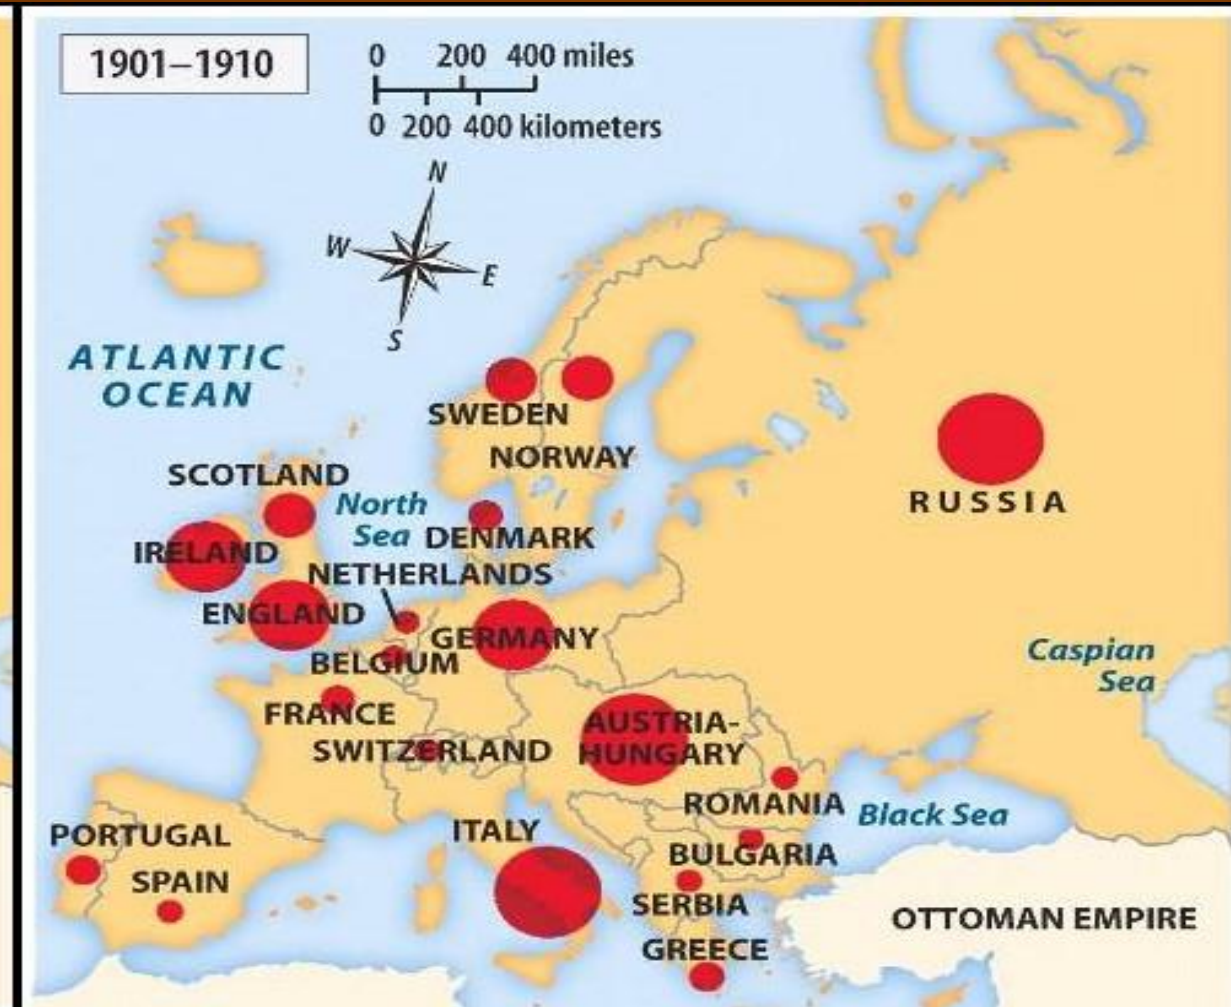 1901–1910
0 200 400 miles
0 200 400 kilometers
N
W
E
S
ATLANTIC
OCEAN
SWEDEN
NORWAY
SCOTLAND
North
Sea
DENMARK
IRELAND
NETHERLANDS
ENGLAND
GERMANY
BELGIUM
RUSSIA
Caspian
Sea
FRANCE
SWITZERLAND
AUSTRIA-
HUNGARY
ROMANIA
Black Sea
PORTUGAL
ITALY
BULGARIA
SPAIN
SERBIA
OTTOMAN EMPIRE
GREECE